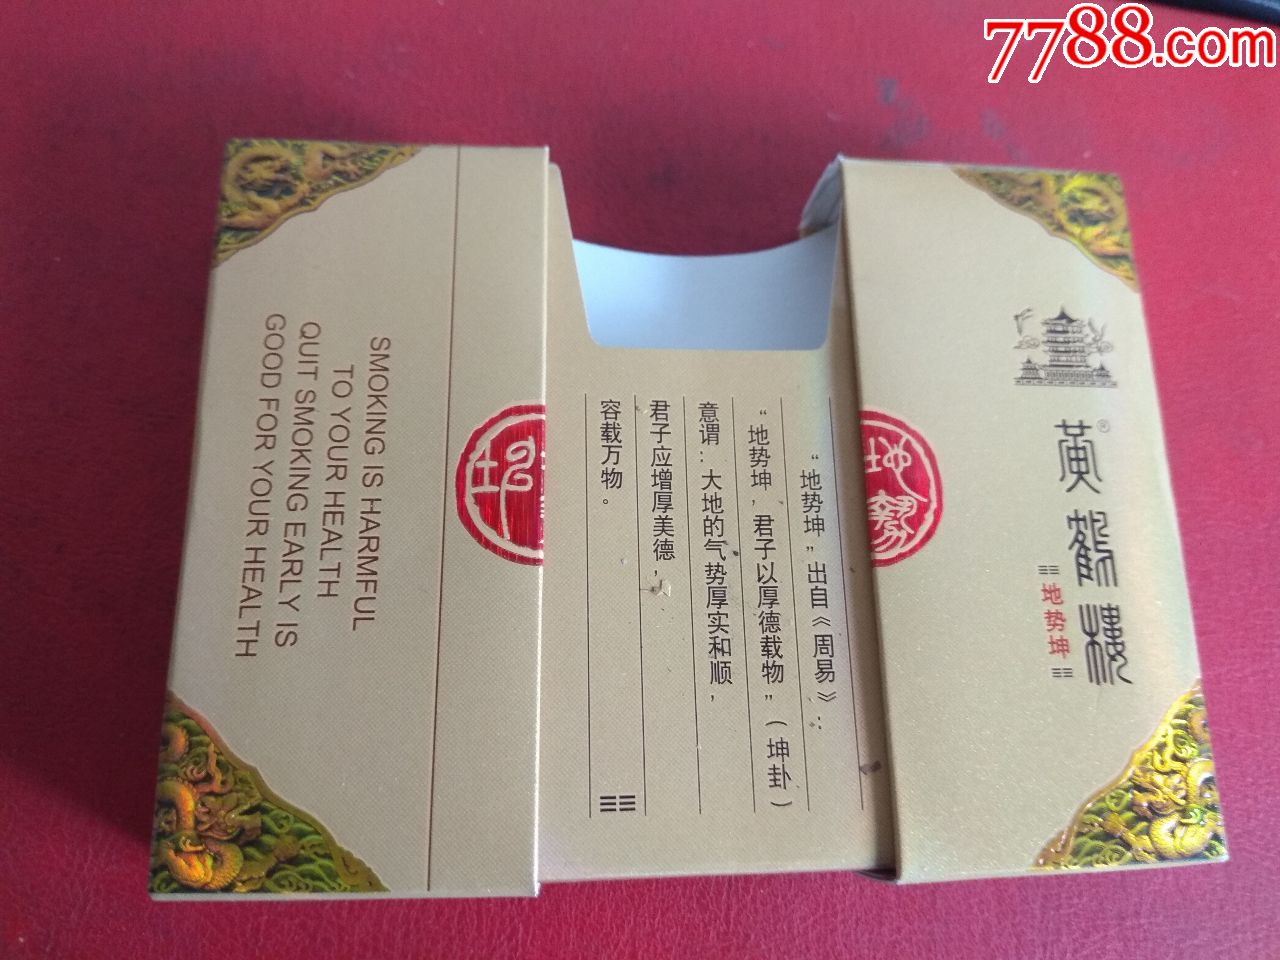 7788.com
SMOKING IS HARMFUL
TO YOUR HEALTH
QUIT SMOKING EARLY IS
GOOD FOR YOUR HEALTH
坤
“地势坤”出自《周易》：
“地势坤，君子以厚德载物”（坤卦）
意谓：大地的气势厚实和顺，
君子应增厚美德，
容载万物。
地勢
黄鹤楼®
地势坤